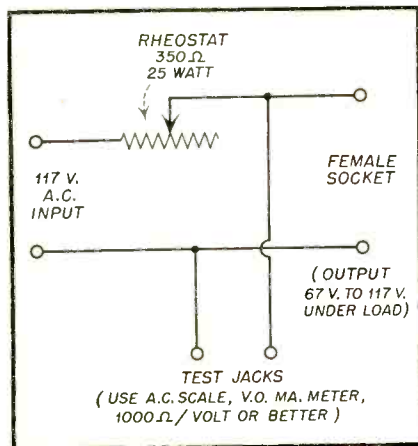 RHEOSTAT
350Ω
25 WATT
117 V.
A.C.
INPUT
FEMALE
SOCKET
(OUTPUT
67 V. TO 117 V.
UNDER LOAD)
TEST JACKS
(USE A.C. SCALE, V.O. MA. METER,
1000Ω/VOLT OR BETTER)